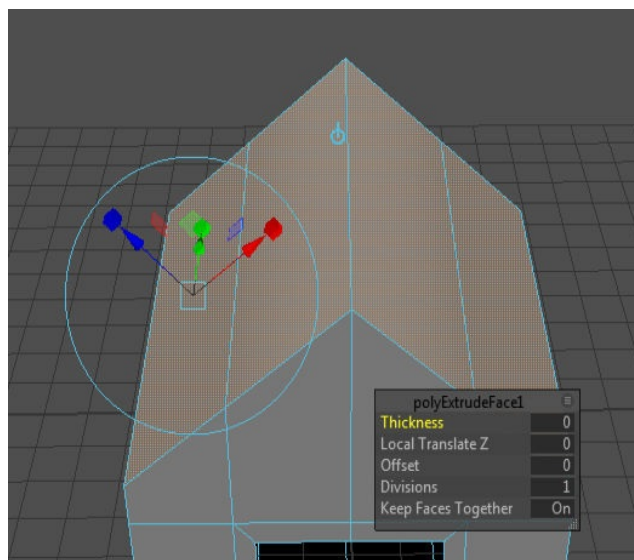 polyExtrudeFace1
Thickness 0
Local Translate Z 0
Offset 0
Divisions 1
Keep Faces Together On